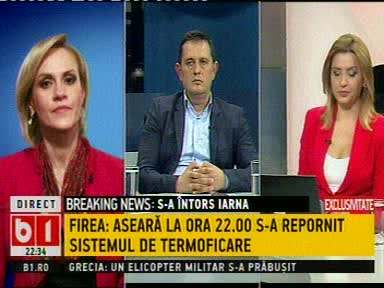 DIRECT
BREAKING NEWS: S-A ÎNTORS IARNA
EXCLUSIVITATE
b1
22:34
FIREA: ASEARĂ LA ORA 22.00 S-A REPORNIT
SISTEMUL DE TERMOFICARE
B1.RO
GRECIA: UN ELICOPTER MILITAR S-A PRĂBUȘIT